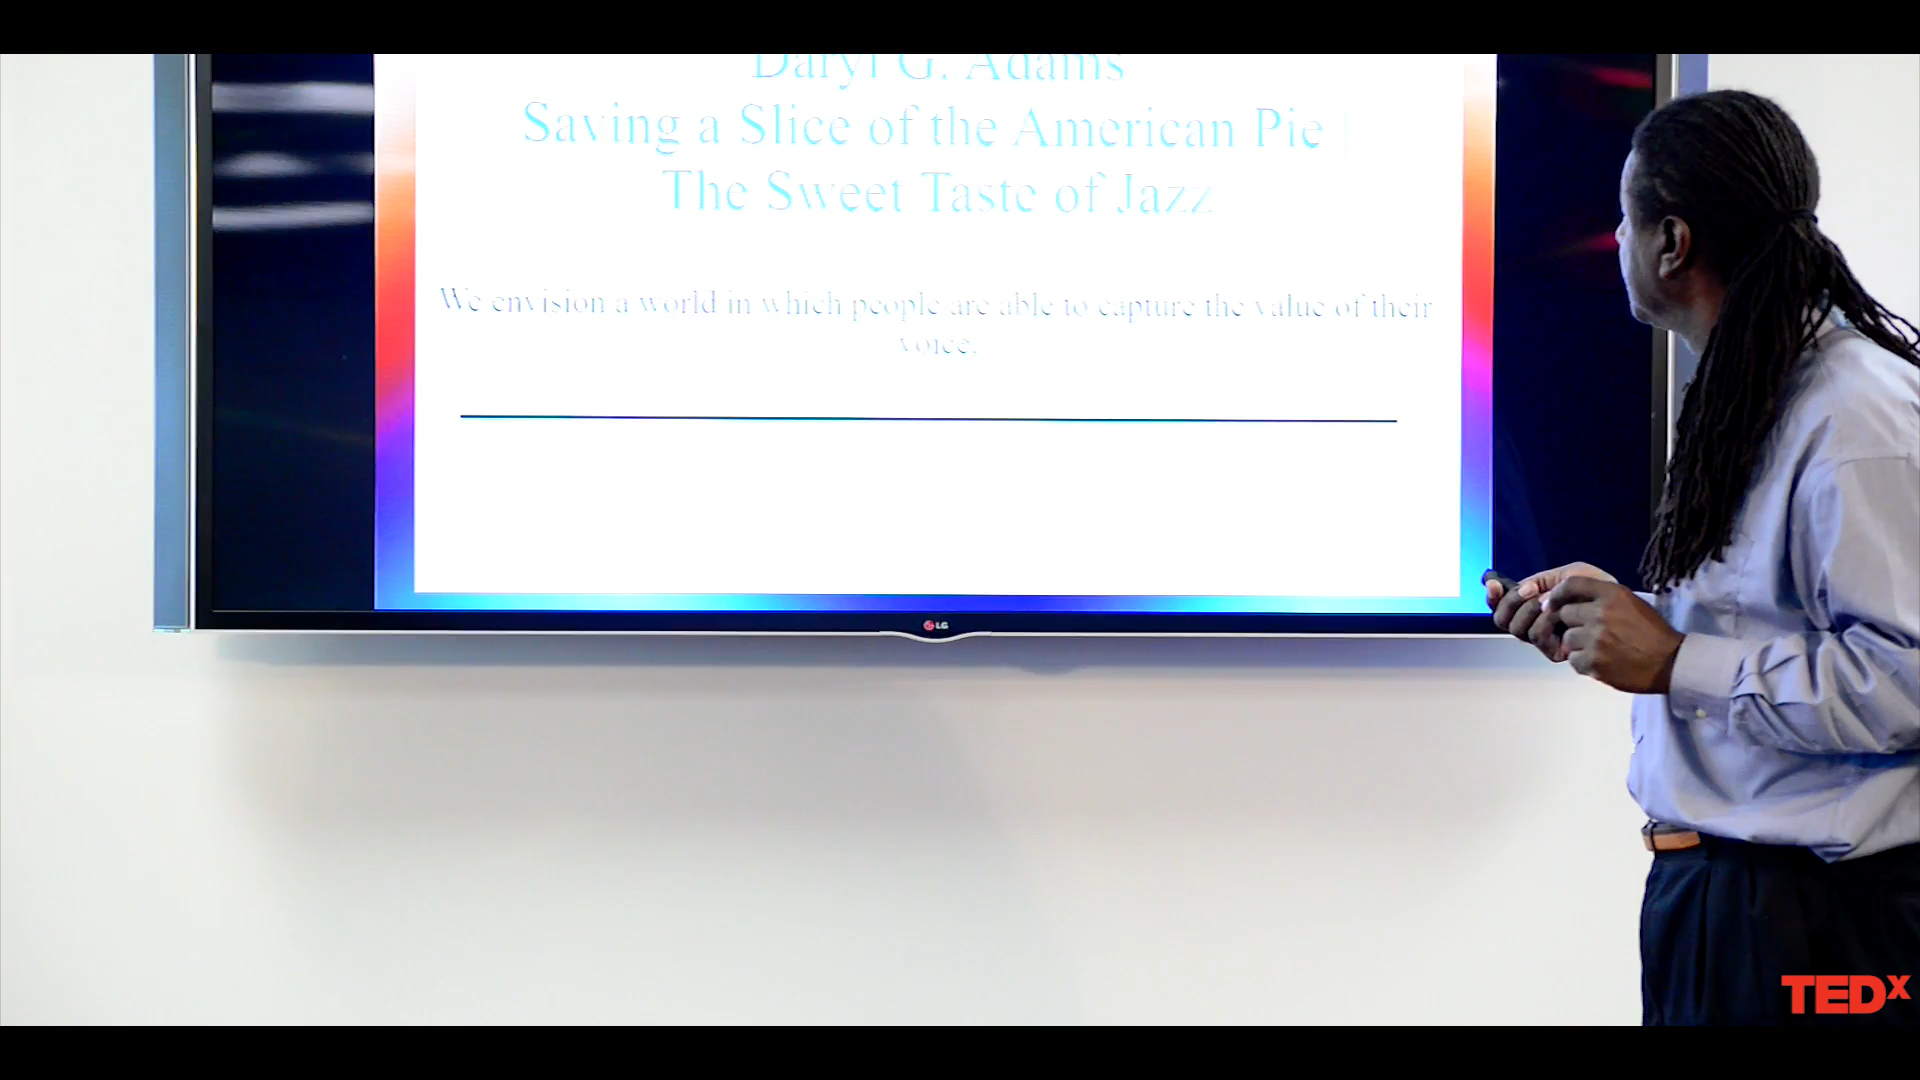 Daryl G. Adams
Saving a Slice of the American Pie |
The Sweet Taste of Jazz
We envision a world in which people are able to capture the value of their
voice.
LG
TEDx